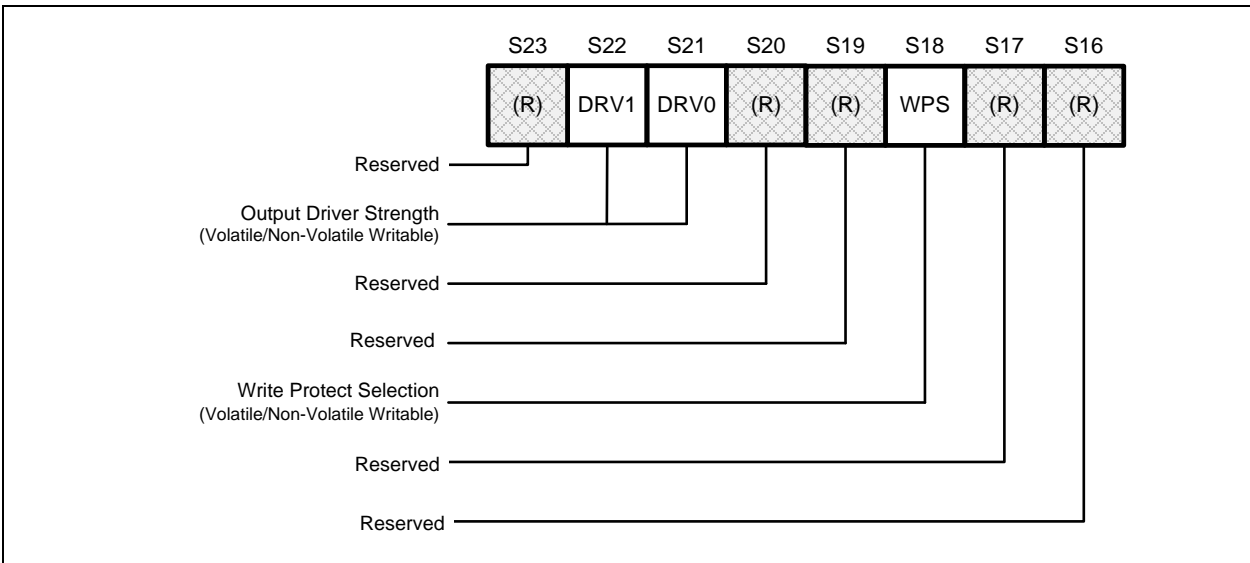 S23 S22 S21 S20 S19 S18 S17 S16
(R) DRV1 DRV0 (R) (R) WPS (R) (R)
Reserved
Output Driver Strength
(Volatile/Non-Volatile Writable)
Reserved
Reserved
Write Protect Selection
(Volatile/Non-Volatile Writable)
Reserved
Reserved